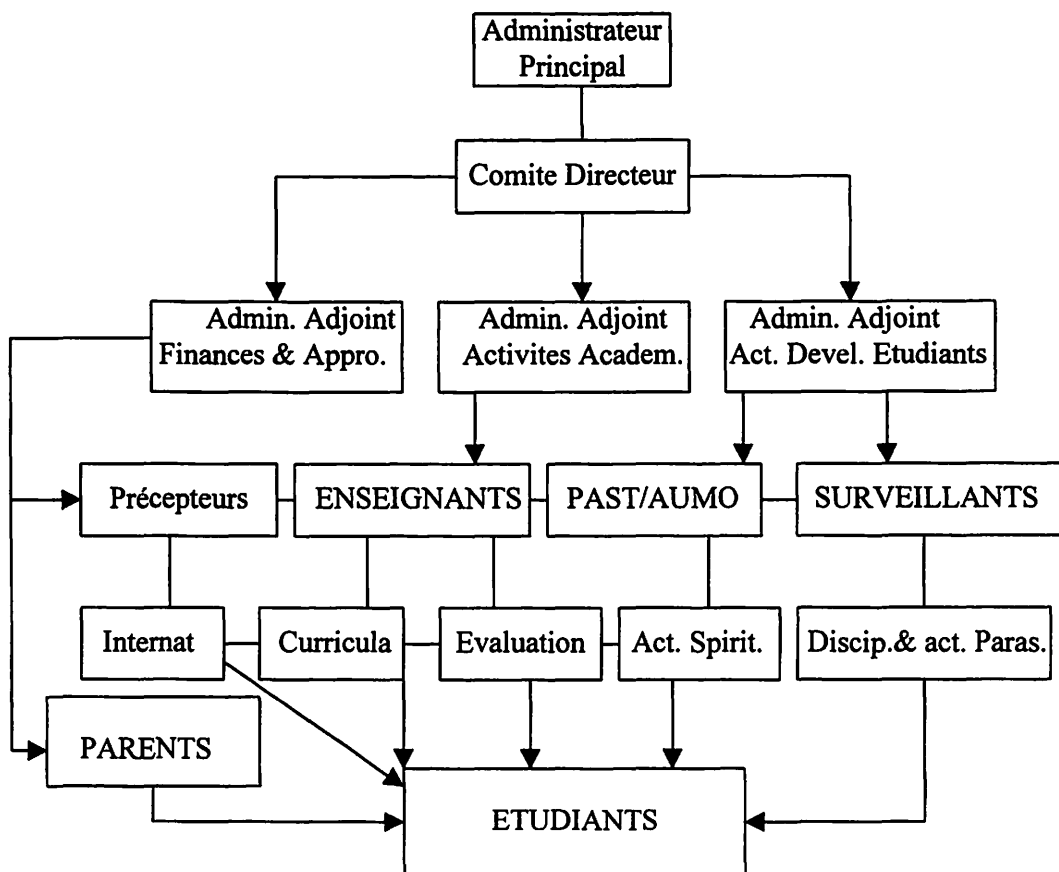 Administrateur
Principal
Comite Directeur
Admin. Adjoint
Finances & Appro.
Admin. Adjoint
Activites Academ.
Admin. Adjoint
Act. Devel. Etudiants
Précepteurs
ENSEIGNANTS
PAST/AUMO
SURVEILLANTS
Internat
Curricula
Evaluation
Act. Spirit.
Discip.& act. Paras.
PARENTS
ETUDIANTS